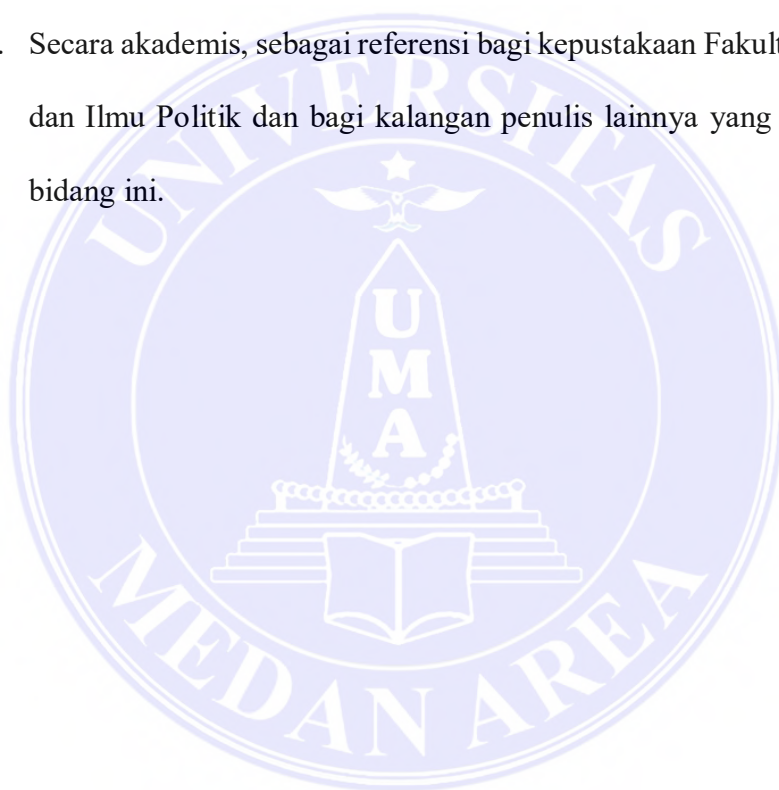 . Secara akademis, sebagai referensi bagi kepustakaan
dan Ilmu Politik dan bagi kalangan penulis lainnya yang
bidang ini.
UNIVERSITAS
UMA
MEDAN AREA